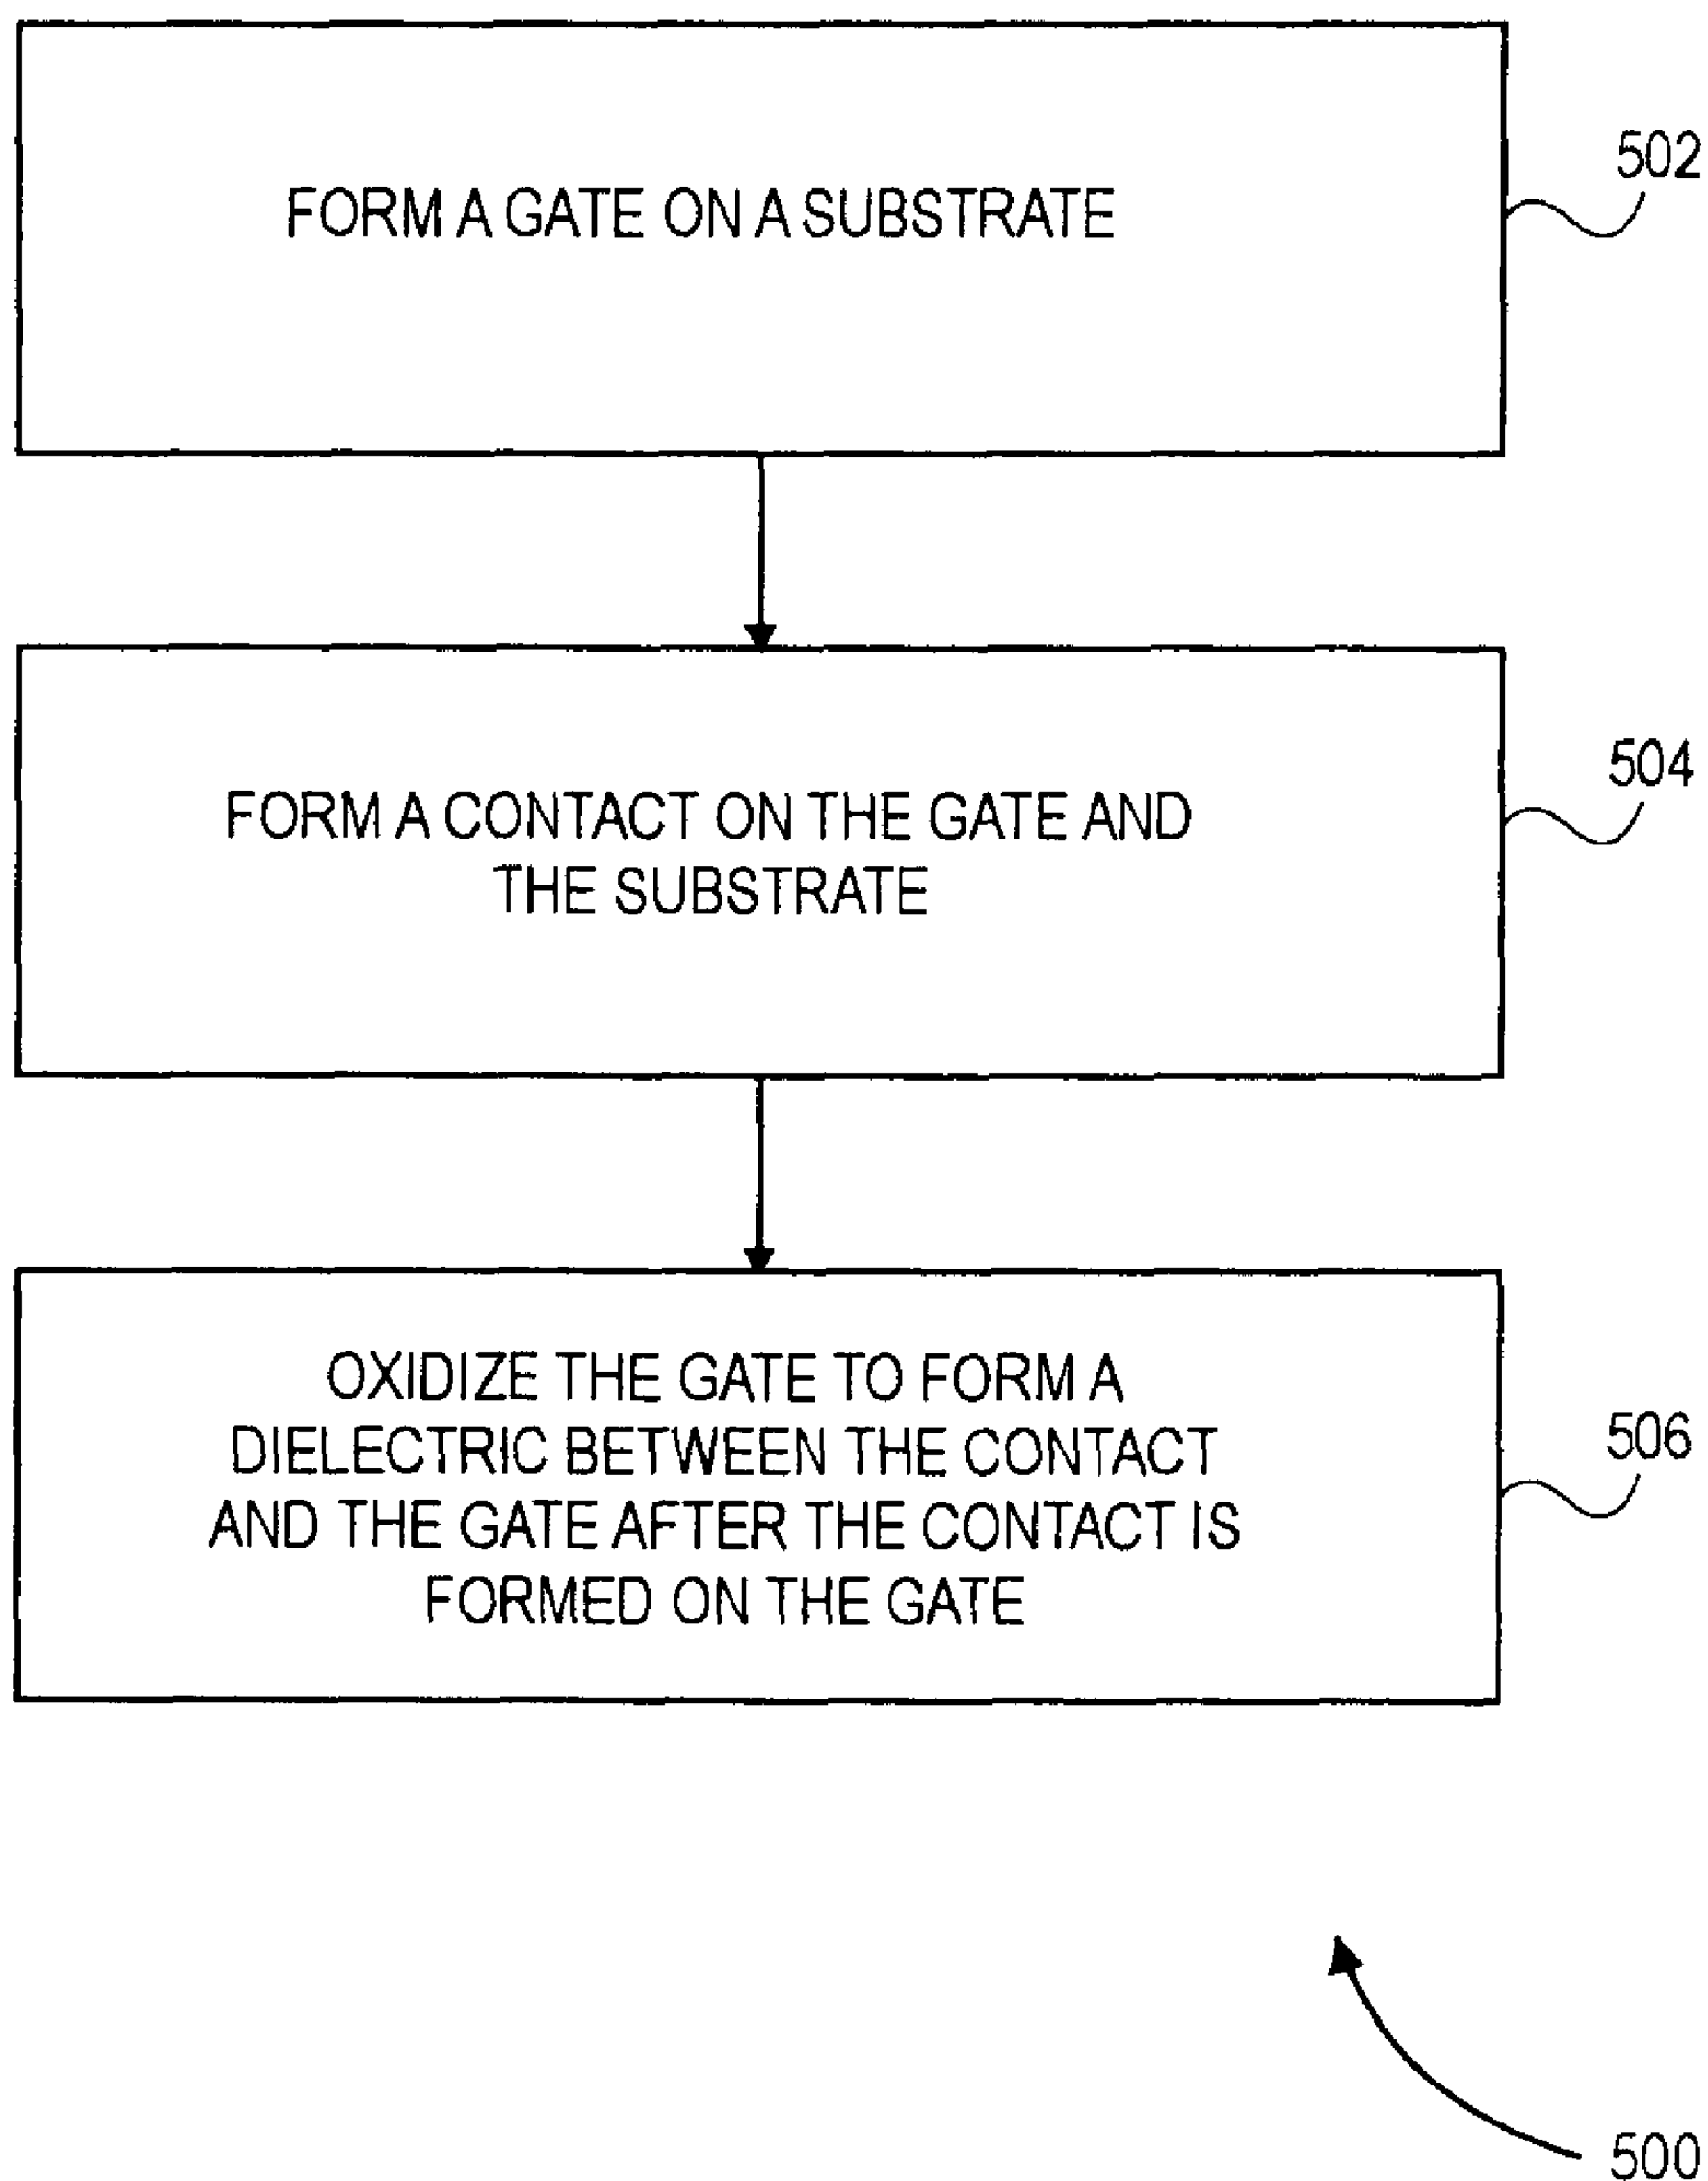 FORM A GATE ON A SUBSTRATE
502
FORM A CONTACT ON THE GATE AND
THE SUBSTRATE
504
OXIDIZE THE GATE TO FORM A
DIELECTRIC BETWEEN THE CONTACT
AND THE GATE AFTER THE CONTACT IS
FORMED ON THE GATE
506
500